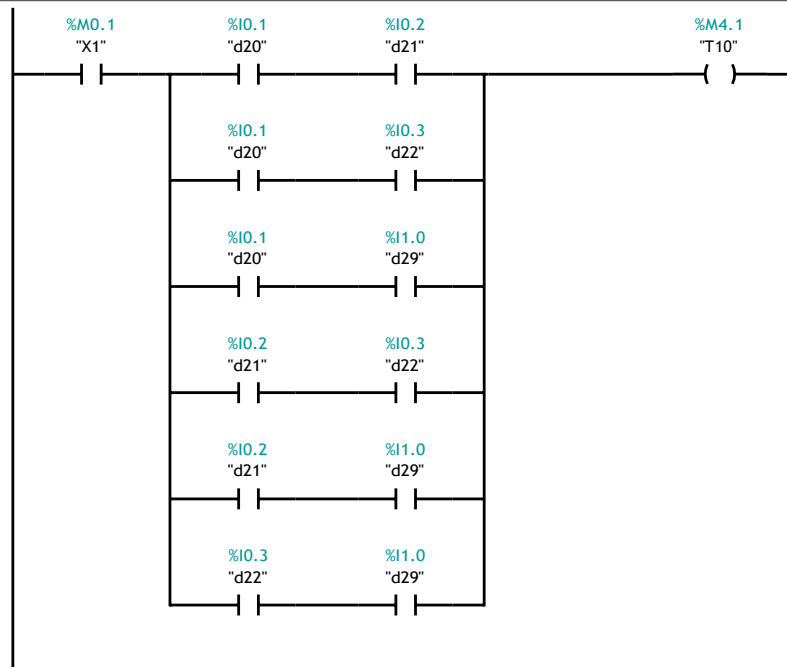 %M0.1 %I0.1 %I0.2 %M4.1
"X1" "d20" "d21" "T10"
%I0.1 %I0.3
"d20" "d22"
%I0.1 %I1.0
"d20" "d29"
%I0.2 %I0.3
"d21" "d22"
%I0.2 %I1.0
"d21" "d29"
%I0.3 %I1.0
"d22" "d29"